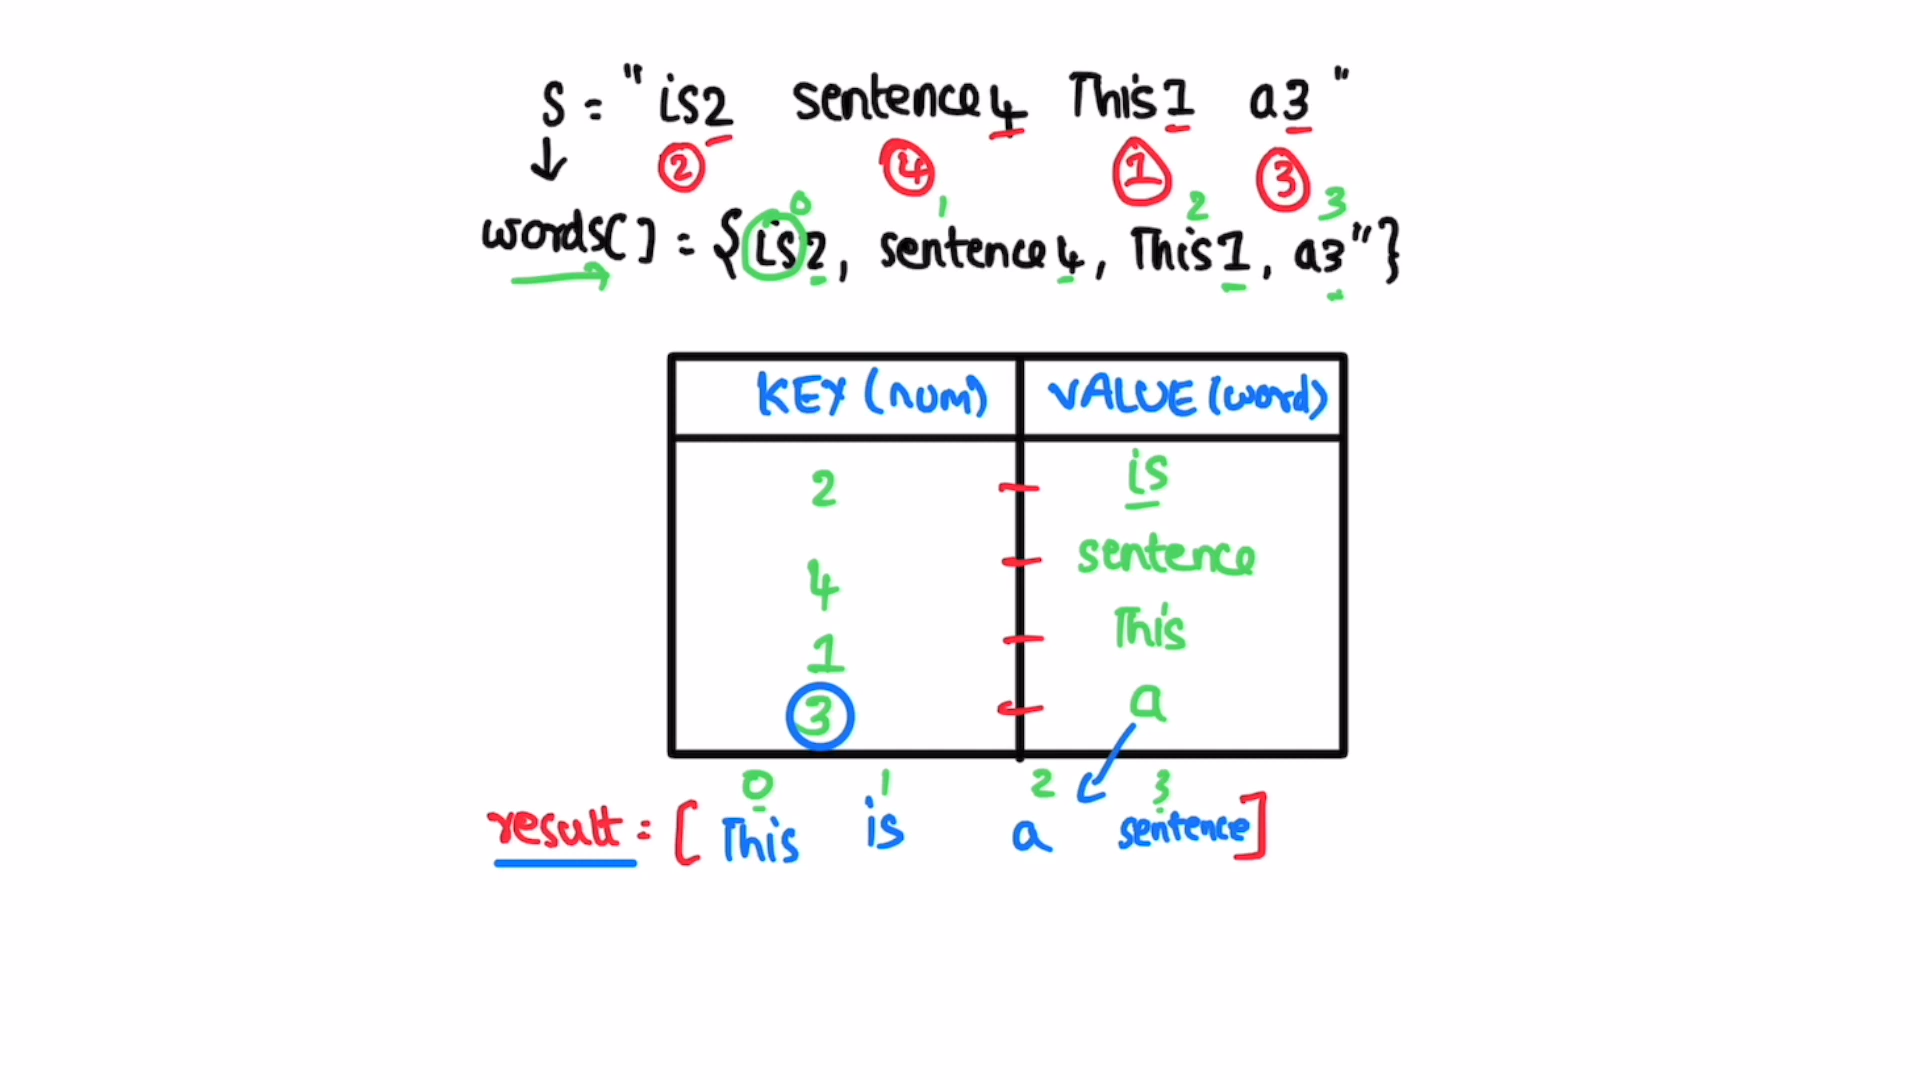 S = "is2 sentence4 This1 a3"
2 4 1 3
0 1 2 3
words[] = {is2, sentence4, This1, a3"}
KEY (num) VALUE (word)
2 is
4 sentence
1 This
3 a
0 1 2 3
result = [ This is a sentence ]